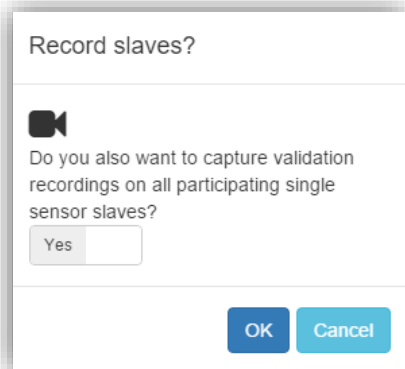 Record slaves?
Do you also want to capture validation
recordings on all participating single
sensor slaves?
Yes
OK Cancel